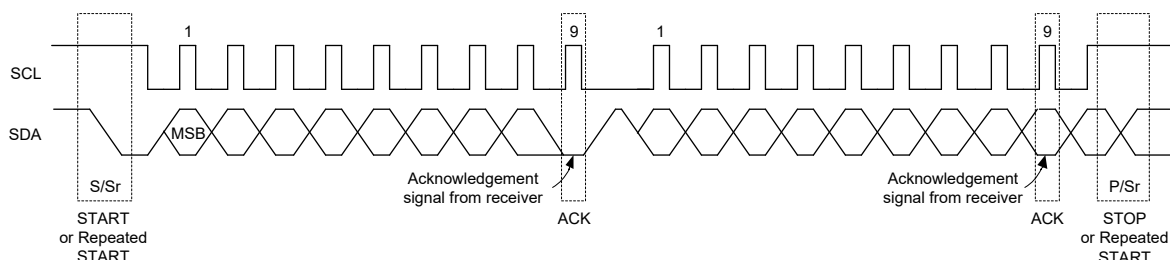 1
9
1
9
SCL
SDA
MSB
S/Sr
Acknowledgement
signal from receiver
Acknowledgement
signal from receiver
P/Sr
START
or Repeated
START
ACK
ACK
STOP
or Repeated
START